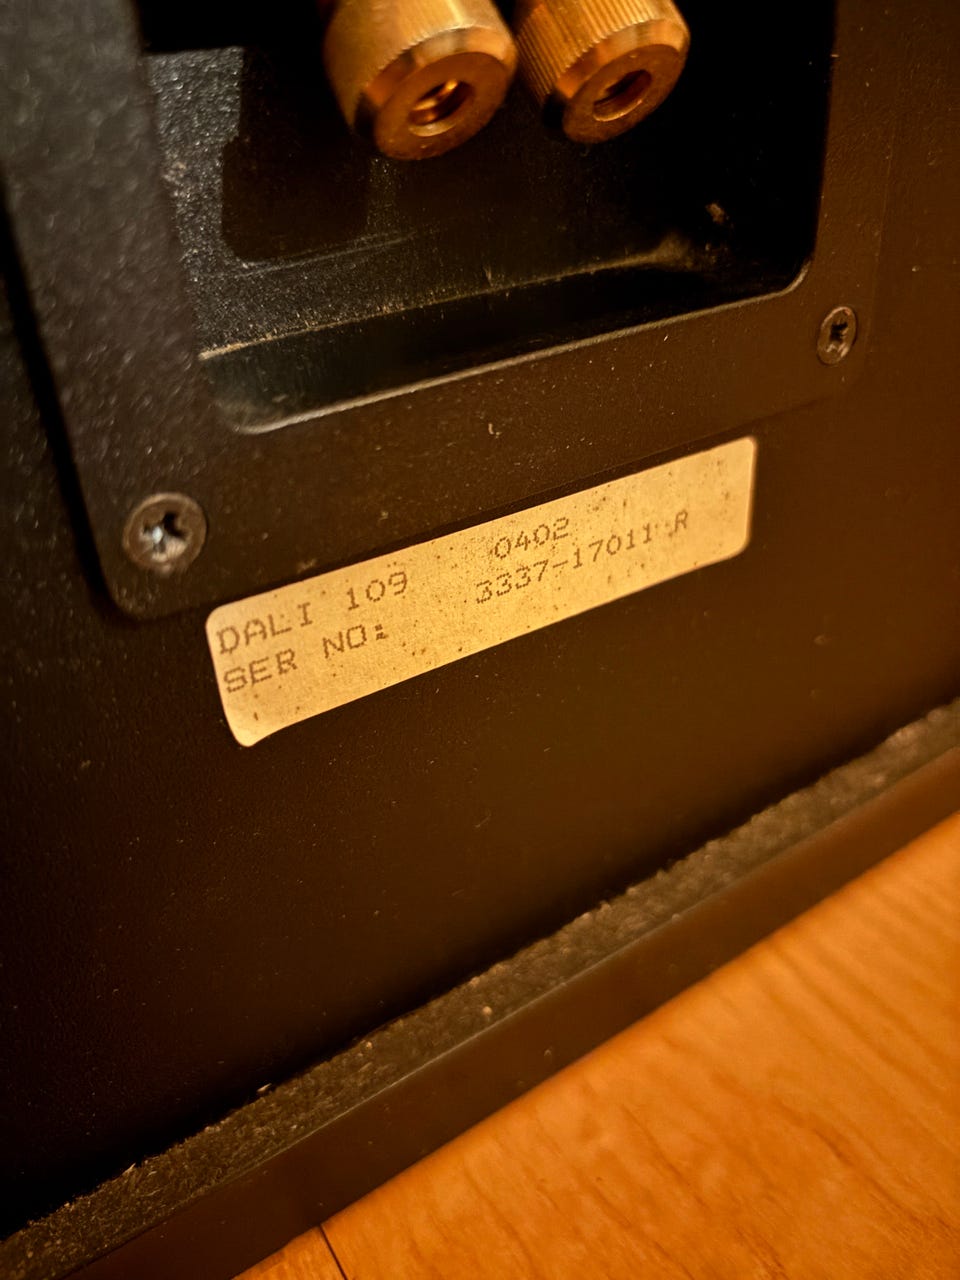 DALI 109 0402
SER NO: 3337-17011 R